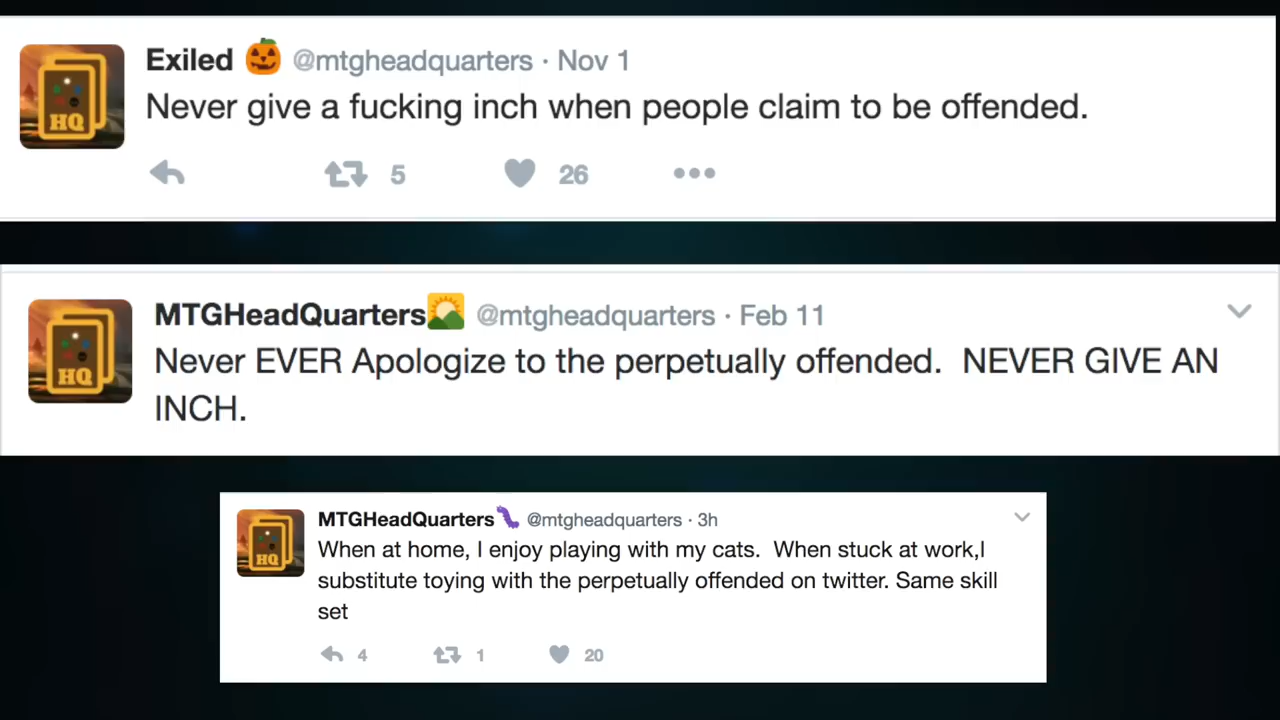 Exiled 🎃 @mtgheadquarters · Nov 1
Never give a fucking inch when people claim to be offended.
5 26 •••
HQ
MTGHeadQuarters🌄 @mtgheadquarters · Feb 11
Never EVER Apologize to the perpetually offended.  NEVER GIVE AN
INCH.
HQ
MTGHeadQuarters🐛 @mtgheadquarters · 3h
When at home, I enjoy playing with my cats.  When stuck at work,I
substitute toying with the perpetually offended on twitter. Same skill
set
HQ
4 1 20